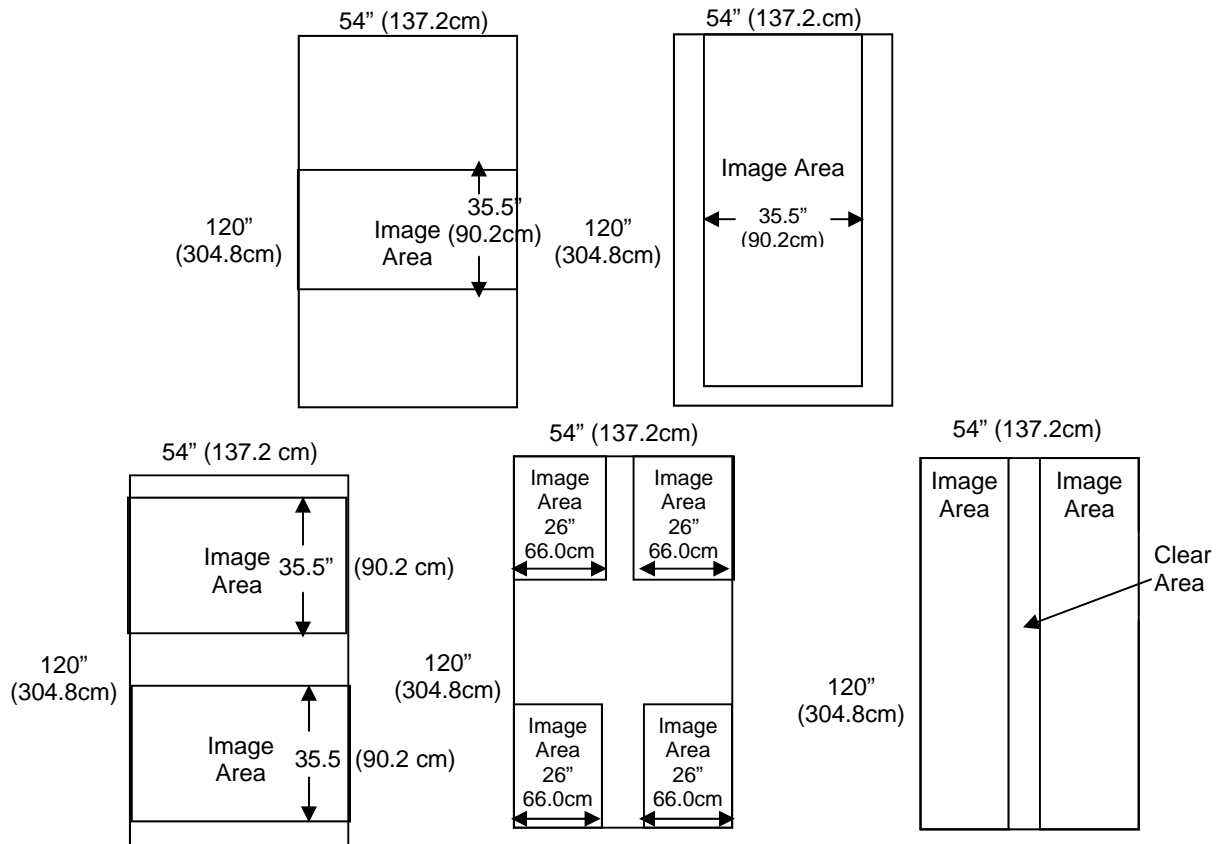 54” (137.2cm)
120”
(304.8cm)
Image
Area
35.5”
(90.2cm)
54” (137.2.cm)
120”
(304.8cm)
Image Area
35.5”
(90.2cm)
54” (137.2 cm)
120”
(304.8cm)
Image
Area
35.5”
(90.2 cm)
Image
Area
35.5
(90.2 cm)
54” (137.2cm)
120”
(304.8cm)
Image
Area
26”
66.0cm
Image
Area
26”
66.0cm
Image
Area
26”
66.0cm
Image
Area
26”
66.0cm
54” (137.2cm)
120”
(304.8cm)
Image
Area
Image
Area
Clear
Area